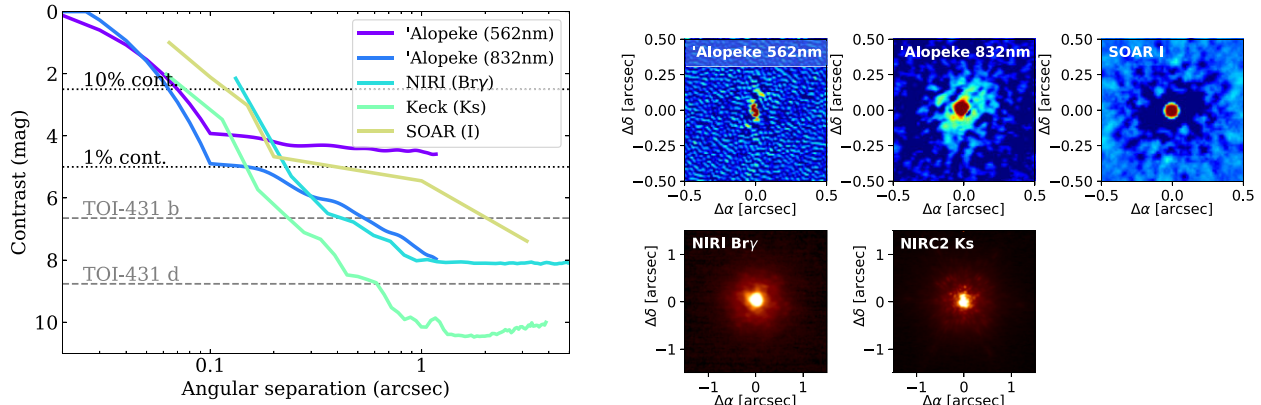 0
2
4
6
8
10
Contrast (mag)
10% cont.
1% cont.
TOI-431 b
TOI-431 d
'Alopeke (562nm)
'Alopeke (832nm)
NIRI (Brγ)
Keck (Ks)
SOAR (I)
0.1
1
Angular separation (arcsec)
'Alopeke 562nm
0.50
0.25
0.00
−0.25
−0.50
Δδ [arcsec]
−0.5
0.0
0.5
Δα [arcsec]
'Alopeke 832nm
0.50
0.25
0.00
−0.25
−0.50
Δδ [arcsec]
−0.5
0.0
0.5
Δα [arcsec]
SOAR I
0.50
0.25
0.00
−0.25
−0.50
Δδ [arcsec]
−0.5
0.0
0.5
Δα [arcsec]
NIRI Brγ
1
0
−1
Δδ [arcsec]
−1
0
1
Δα [arcsec]
NIRC2 Ks
1
0
−1
Δδ [arcsec]
−1
0
1
Δα [arcsec]